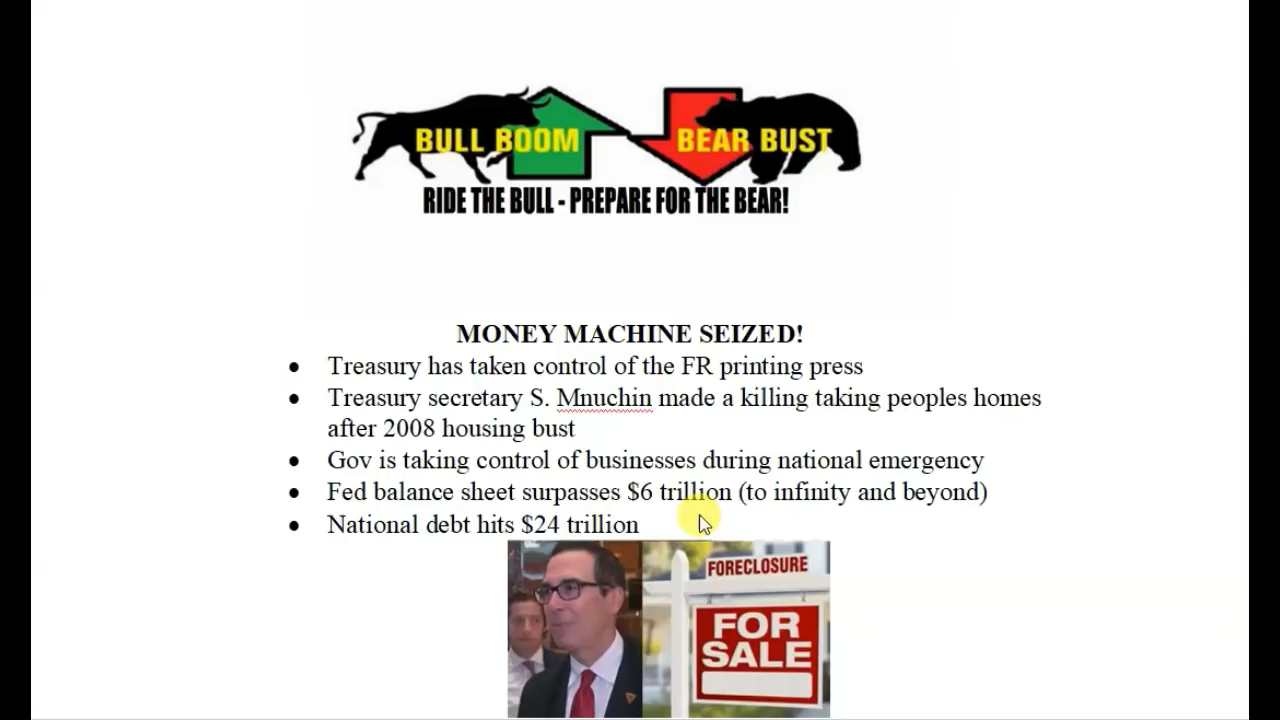 BULL BOOM BEAR BUST
RIDE THE BULL - PREPARE FOR THE BEAR!
MONEY MACHINE SEIZED!
• Treasury has taken control of the FR printing press
• Treasury secretary S. Mnuchin made a killing taking peoples homes
after 2008 housing bust
• Gov is taking control of businesses during national emergency
• Fed balance sheet surpasses $6 trillion (to infinity and beyond)
• National debt hits $24 trillion
FORECLOSURE
FOR
SALE